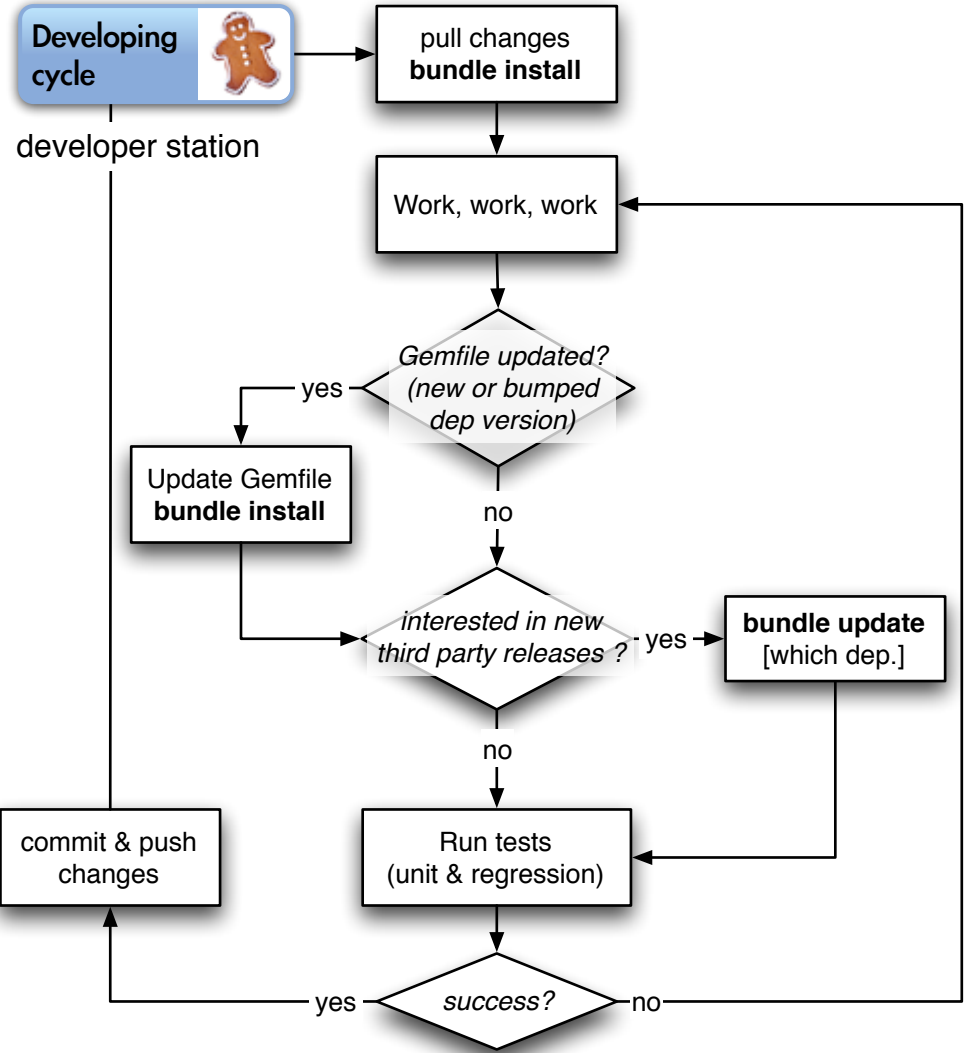 Developing
cycle
pull changes
bundle install
developer station
Work, work, work
Gemfile updated?
(new or bumped
dep version)
yes
Update Gemfile
bundle install
no
interested in new
third party releases ?
yes
bundle update
[which dep.]
no
commit & push
changes
Run tests
(unit & regression)
yes
success?
no